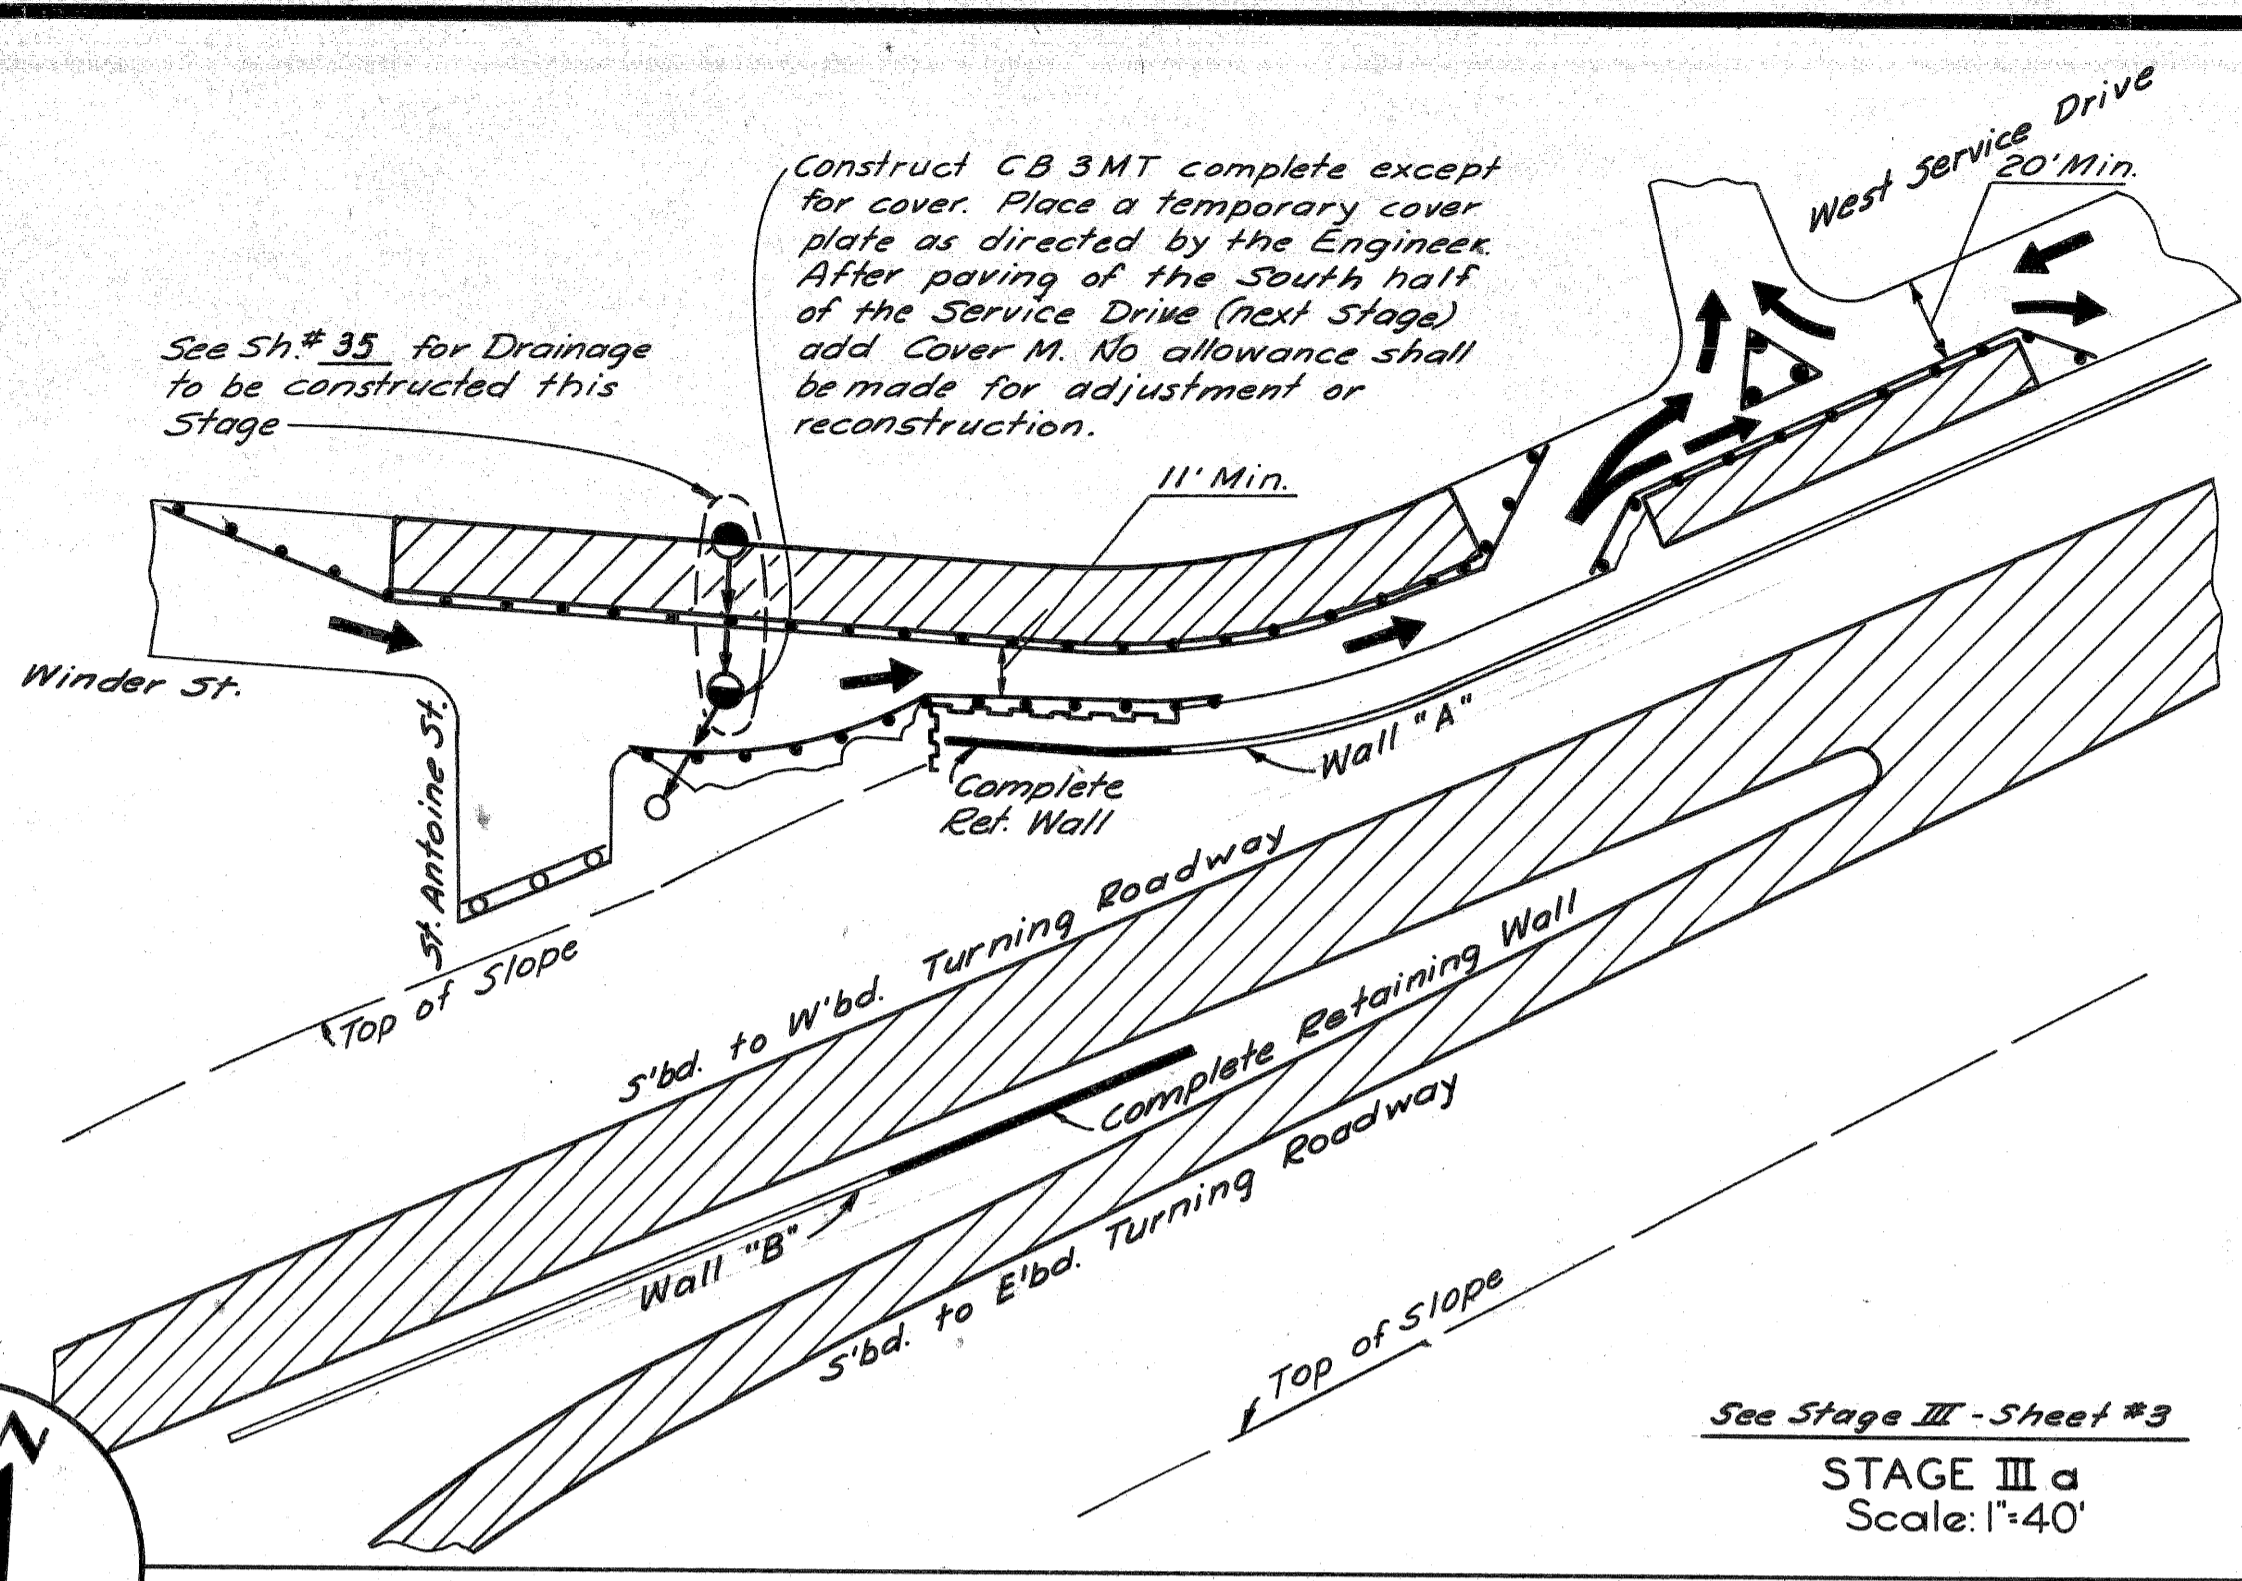 West Service Drive
20' Min.
Construct CB 3MT complete except
for cover. Place a temporary cover
plate as directed by the Engineer.
After paving of the South half
of the Service Drive (next stage)
add Cover M. No allowance shall
be made for adjustment or
reconstruction.
See Sh.# 35 for Drainage
to be constructed this
Stage
11' Min.
Winder St.
St. Antoine St.
Wall "A"
Complete
Ret. Wall
Top of Slope
S'bd. to W'bd. Turning Roadway
Complete Retaining Wall
Wall "B"
S'bd. to E'bd. Turning Roadway
Top of Slope
See Stage III - Sheet #3
STAGE III a
Scale: 1"=40'
N